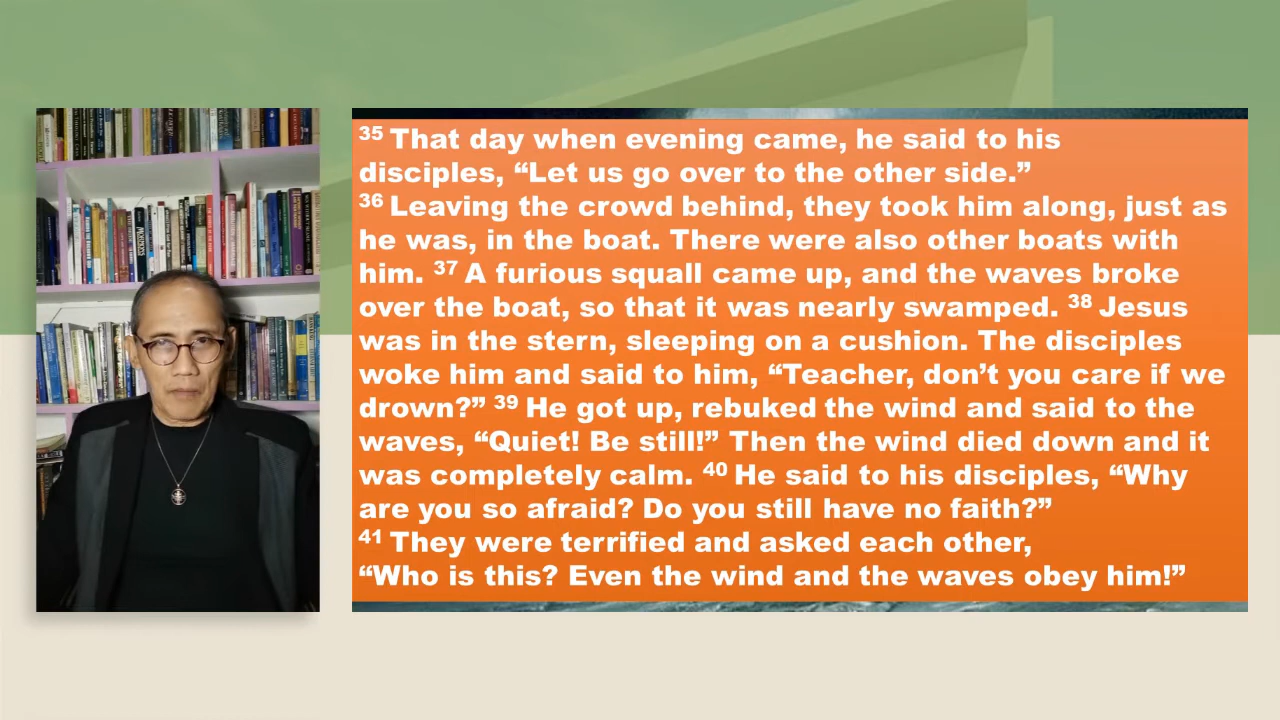 35 That day when evening came, he said to his
disciples, “Let us go over to the other side.”
36 Leaving the crowd behind, they took him along, just as
he was, in the boat. There were also other boats with
him. 37 A furious squall came up, and the waves broke
over the boat, so that it was nearly swamped. 38 Jesus
was in the stern, sleeping on a cushion. The disciples
woke him and said to him, “Teacher, don’t you care if we
drown?” 39 He got up, rebuked the wind and said to the
waves, “Quiet! Be still!” Then the wind died down and it
was completely calm. 40 He said to his disciples, “Why
are you so afraid? Do you still have no faith?”
41 They were terrified and asked each other,
“Who is this? Even the wind and the waves obey him!”